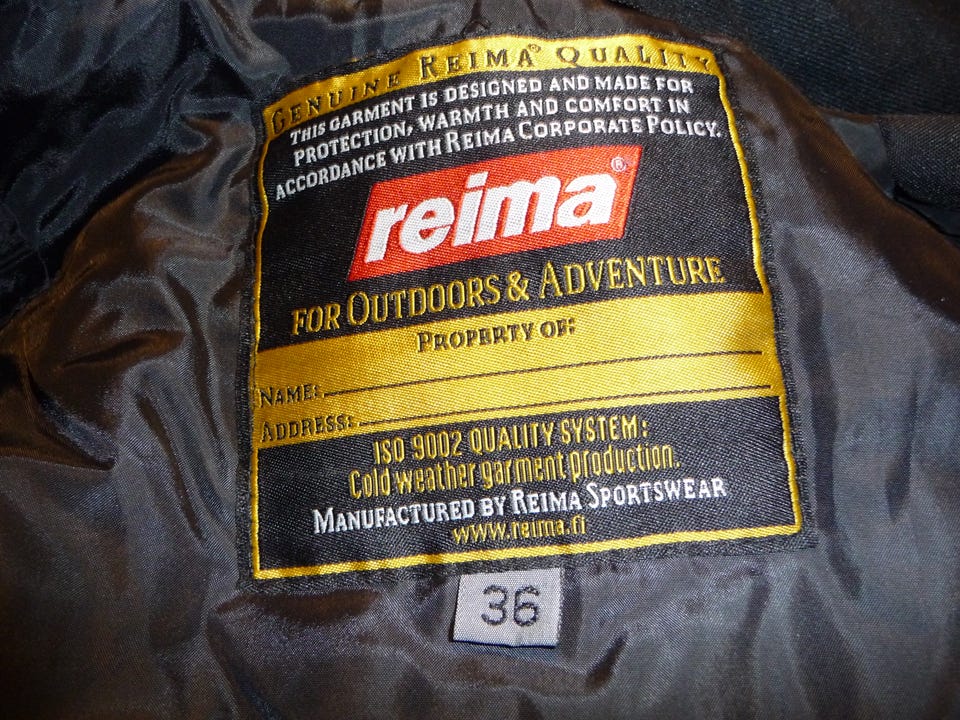 GENUINE REIMA® QUALITY
THIS GARMENT IS DESIGNED AND MADE FOR
PROTECTION, WARMTH AND COMFORT IN
ACCORDANCE WITH REIMA CORPORATE POLICY.
reima®
FOR OUTDOORS & ADVENTURE
PROPERTY OF:
NAME:
ADDRESS:
ISO 9002 QUALITY SYSTEM:
Cold weather garment production.
MANUFACTURED BY REIMA SPORTSWEAR
www.reima.fi
36